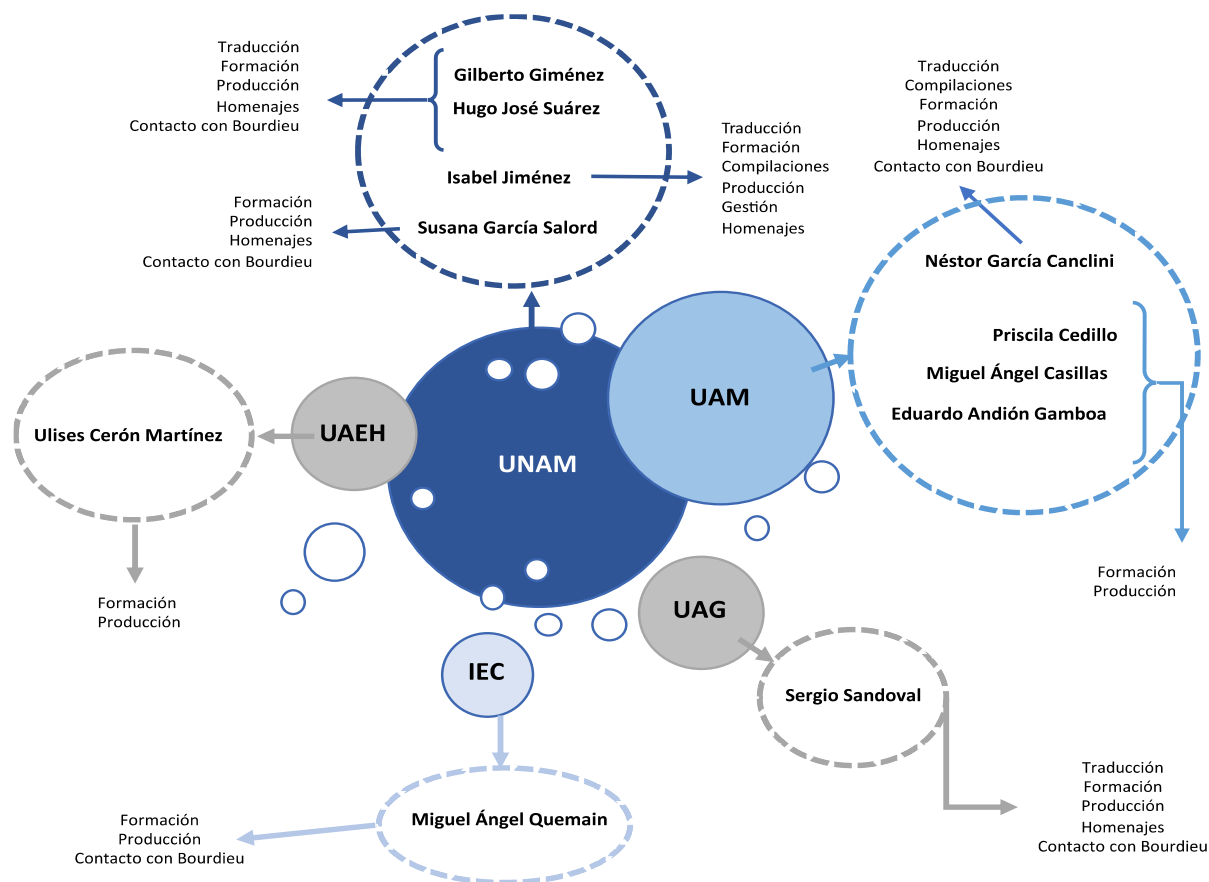 Traducción
Formación
Producción
Homenajes
Contacto con Bourdieu
Gilberto Giménez
Hugo José Suárez
Isabel Jiménez
Susana García Salord
Formación
Producción
Homenajes
Contacto con Bourdieu
Traducción
Formación
Compilaciones
Producción
Gestión
Homenajes
Traducción
Compilaciones
Formación
Producción
Homenajes
Contacto con Bourdieu
Néstor García Canclini
Priscila Cedillo
Miguel Ángel Casillas
Eduardo Andión Gamboa
Formación
Producción
UAM
UNAM
UAEH
Ulises Cerón Martínez
Formación
Producción
UAG
Sergio Sandoval
Traducción
Formación
Producción
Homenajes
Contacto con Bourdieu
IEC
Miguel Ángel Quemain
Formación
Producción
Contacto con Bourdieu